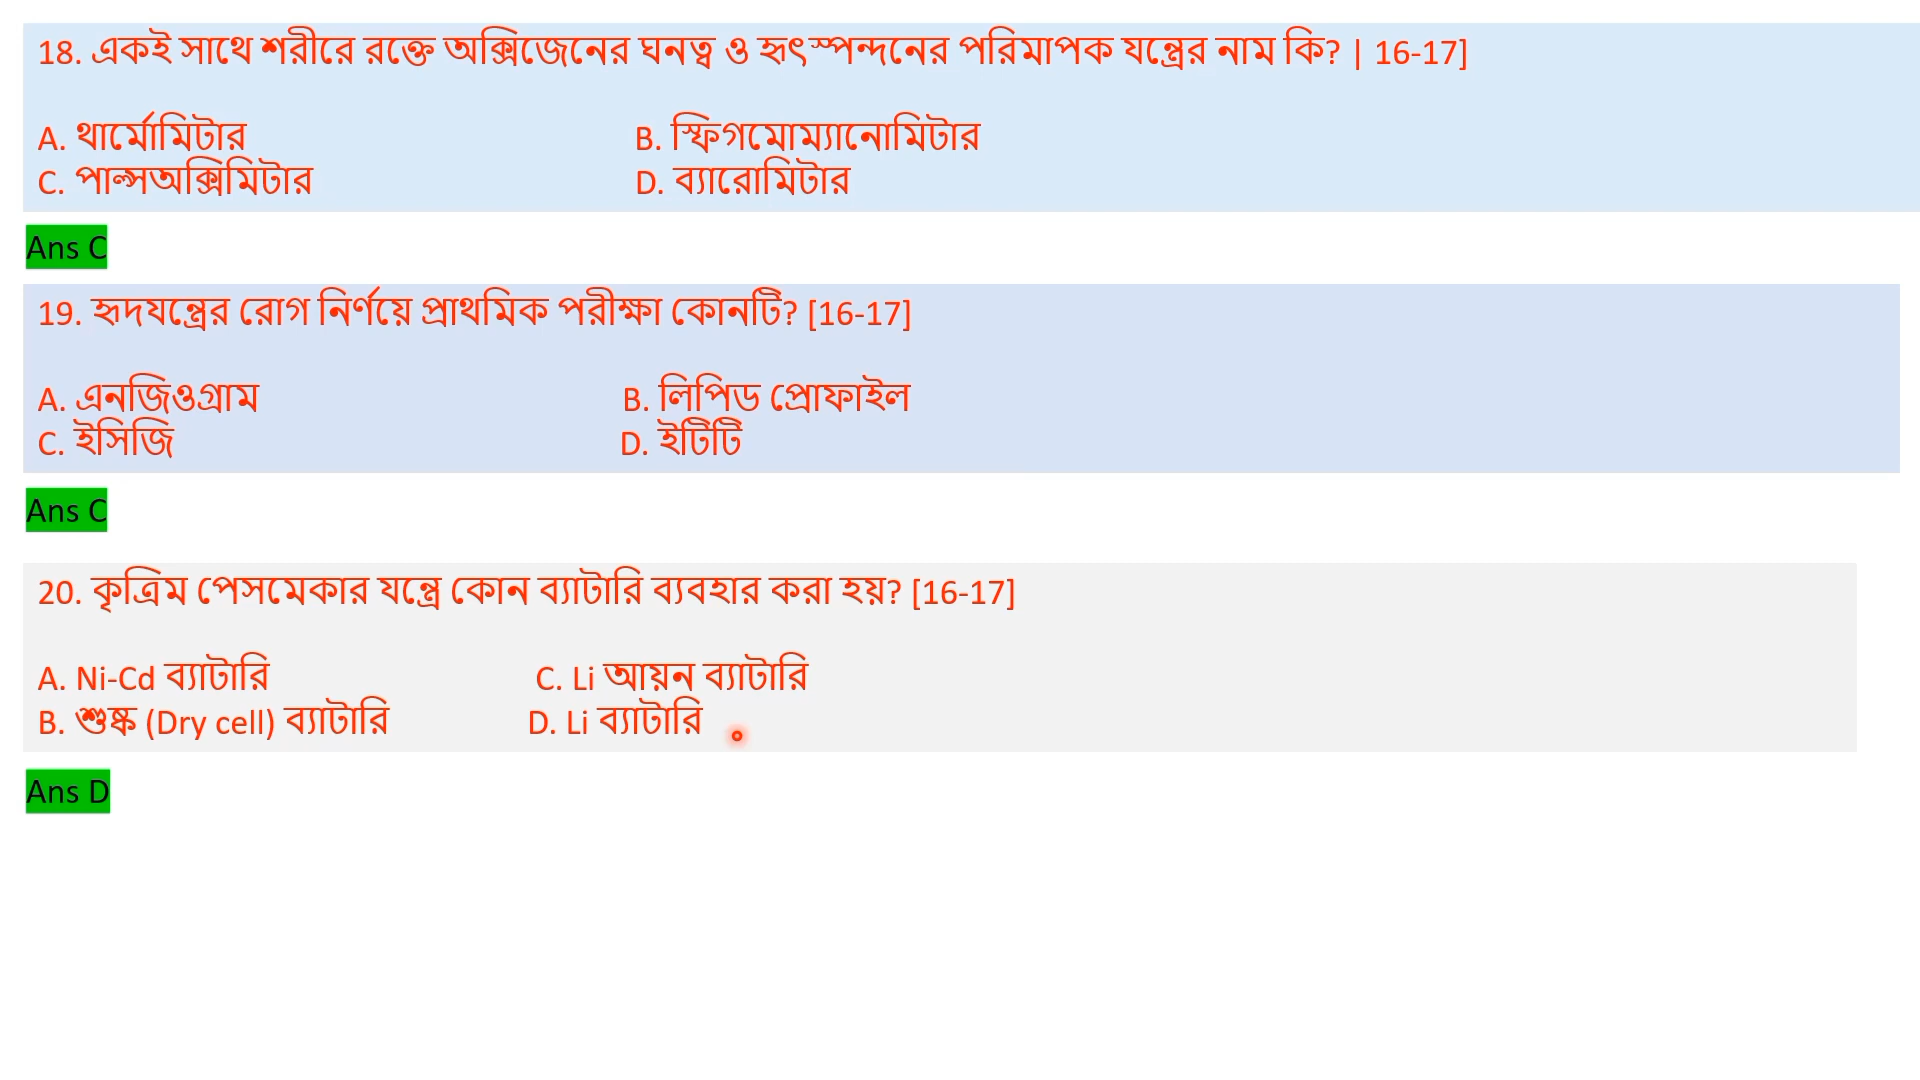 18. একই সাথে শরীরে রক্তে অক্সিজেনের ঘনত্ব ও হৃৎস্পন্দনের পরিমাপক যন্ত্রের নাম কি? | 16-17]
A. থার্মোমিটার B. স্ফিগমোম্যানোমিটার
C. পাল্সঅক্সিমিটার D. ব্যারোমিটার
Ans C
19. হৃদযন্ত্রের রোগ নির্ণয়ে প্রাথমিক পরীক্ষা কোনটি? [16-17]
A. এনজিওগ্রাম B. লিপিড প্রোফাইল
C. ইসিজি D. ইটিটি
Ans C
20. কৃত্রিম পেসমেকার যন্ত্রে কোন ব্যাটারি ব্যবহার করা হয়? [16-17]
A. Ni-Cd ব্যাটারি C. Li আয়ন ব্যাটারি
B. শুষ্ক (Dry cell) ব্যাটারি D. Li ব্যাটারি
Ans D